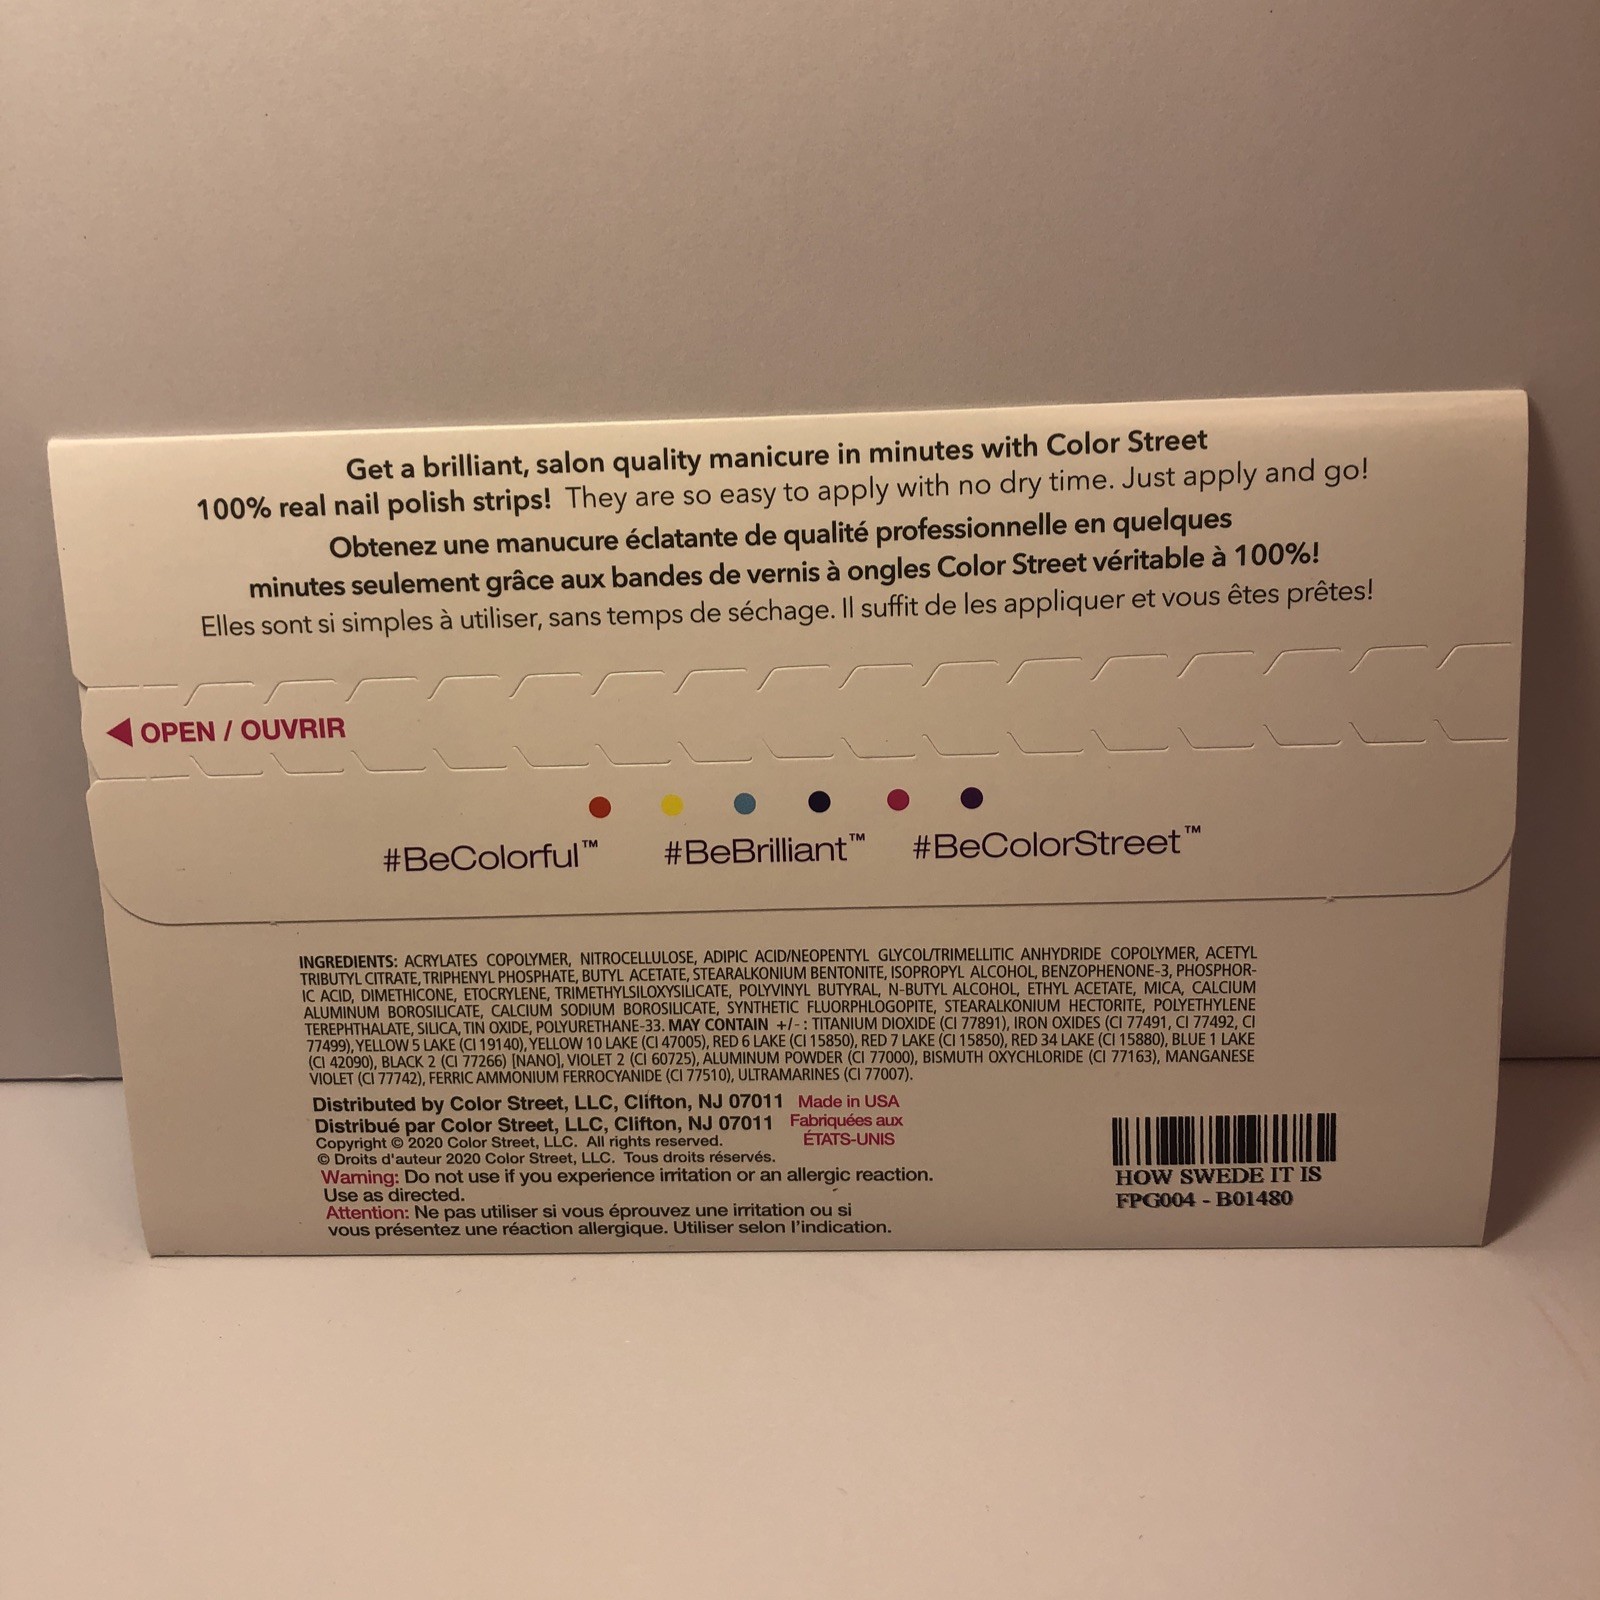 Get a brilliant, salon quality manicure in minutes with Color Street
100% real nail polish strips! They are so easy to apply with no dry time. Just apply and go!
Obtenez une manucure éclatante de qualité professionnelle en quelques
minutes seulement grâce aux bandes de vernis à ongles Color Street véritable à 100%!
Elles sont si simples à utiliser, sans temps de séchage. Il suffit de les appliquer et vous êtes prêtes!
OPEN / OUVRIR
#BeColorful™ #BeBrilliant™ #BeColorStreet™
INGREDIENTS: ACRYLATES COPOLYMER, NITROCELLULOSE, ADIPIC ACID/NEOPENTYL GLYCOL/TRIMELLITIC ANHYDRIDE COPOLYMER, ACETYL
TRIBUTYL CITRATE, TRIPHENYL PHOSPHATE, BUTYL ACETATE, STEARALKONIUM BENTONITE, ISOPROPYL ALCOHOL, BENZOPHENONE-3, PHOSPHOR-
IC ACID, DIMETHICONE, ETOCRYLENE, TRIMETHYLSILOXYSILICATE, POLYVINYL BUTYRAL, N-BUTYL ALCOHOL, ETHYL ACETATE, MICA, CALCIUM
ALUMINUM BOROSILICATE, CALCIUM SODIUM BOROSILICATE, SYNTHETIC FLUORPHLOGOPITE, STEARALKONIUM HECTORITE, POLYETHYLENE
TEREPHTHALATE, SILICA, TIN OXIDE, POLYURETHANE-33. MAY CONTAIN +/- : TITANIUM DIOXIDE (CI 77891), IRON OXIDES (CI 77491, CI 77492, CI
77499), YELLOW 5 LAKE (CI 19140), YELLOW 10 LAKE (CI 47005), RED 6 LAKE (CI 15850), RED 7 LAKE (CI 15850), RED 34 LAKE (CI 15880), BLUE 1 LAKE
(CI 42090), BLACK 2 (CI 77266) [NANO], VIOLET 2 (CI 60725), ALUMINUM POWDER (CI 77000), BISMUTH OXYCHLORIDE (CI 77163), MANGANESE
VIOLET (CI 77742), FERRIC AMMONIUM FERROCYANIDE (CI 77510), ULTRAMARINES (CI 77007).
Distributed by Color Street, LLC, Clifton, NJ 07011 Made in USA
Distribué par Color Street, LLC, Clifton, NJ 07011 Fabriquées aux
ÉTATS-UNIS
Copyright © 2020 Color Street, LLC. All rights reserved.
© Droits d'auteur 2020 Color Street, LLC. Tous droits réservés.
Warning: Do not use if you experience irritation or an allergic reaction.
Use as directed.
Attention: Ne pas utiliser si vous éprouvez une irritation ou si
vous présentez une réaction allergique. Utiliser selon l'indication.
HOW SWEDE IT IS
FPG004 - B01480